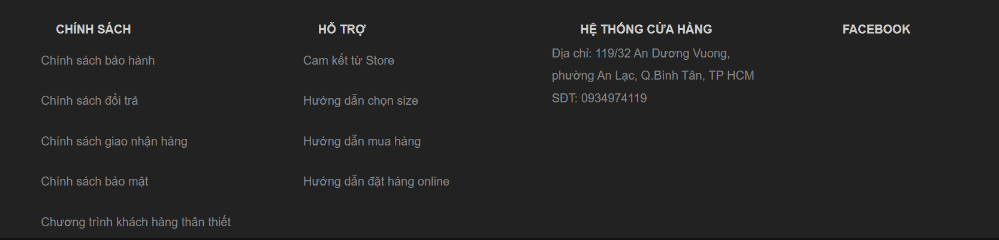 CHÍNH SÁCH
Chính sách bảo hành
Chính sách đổi trả
Chính sách giao nhận hàng
Chính sách bảo mật
Chương trình khách hàng thân thiết
HỖ TRỢ
Cam kết từ Store
Hướng dẫn chọn size
Hướng dẫn mua hàng
Hướng dẫn đặt hàng online
HỆ THỐNG CỬA HÀNG
Địa chỉ: 119/32 An Dương Vuong,
phường An Lạc, Q.Bình Tân, TP HCM
SĐT: 0934974119
FACEBOOK